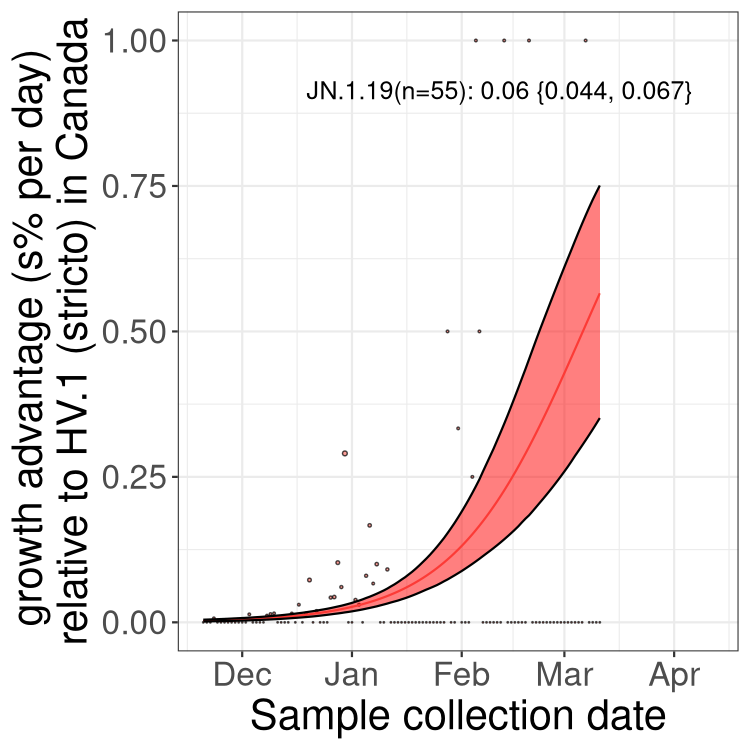 growth advantage (s% per day)
relative to HV.1 (stricto) in Canada
1.00
JN.1.19(n=55): 0.06 {0.044, 0.067}
0.75
0.50
0.25
0.00
Dec Jan Feb Mar Apr
Sample collection date